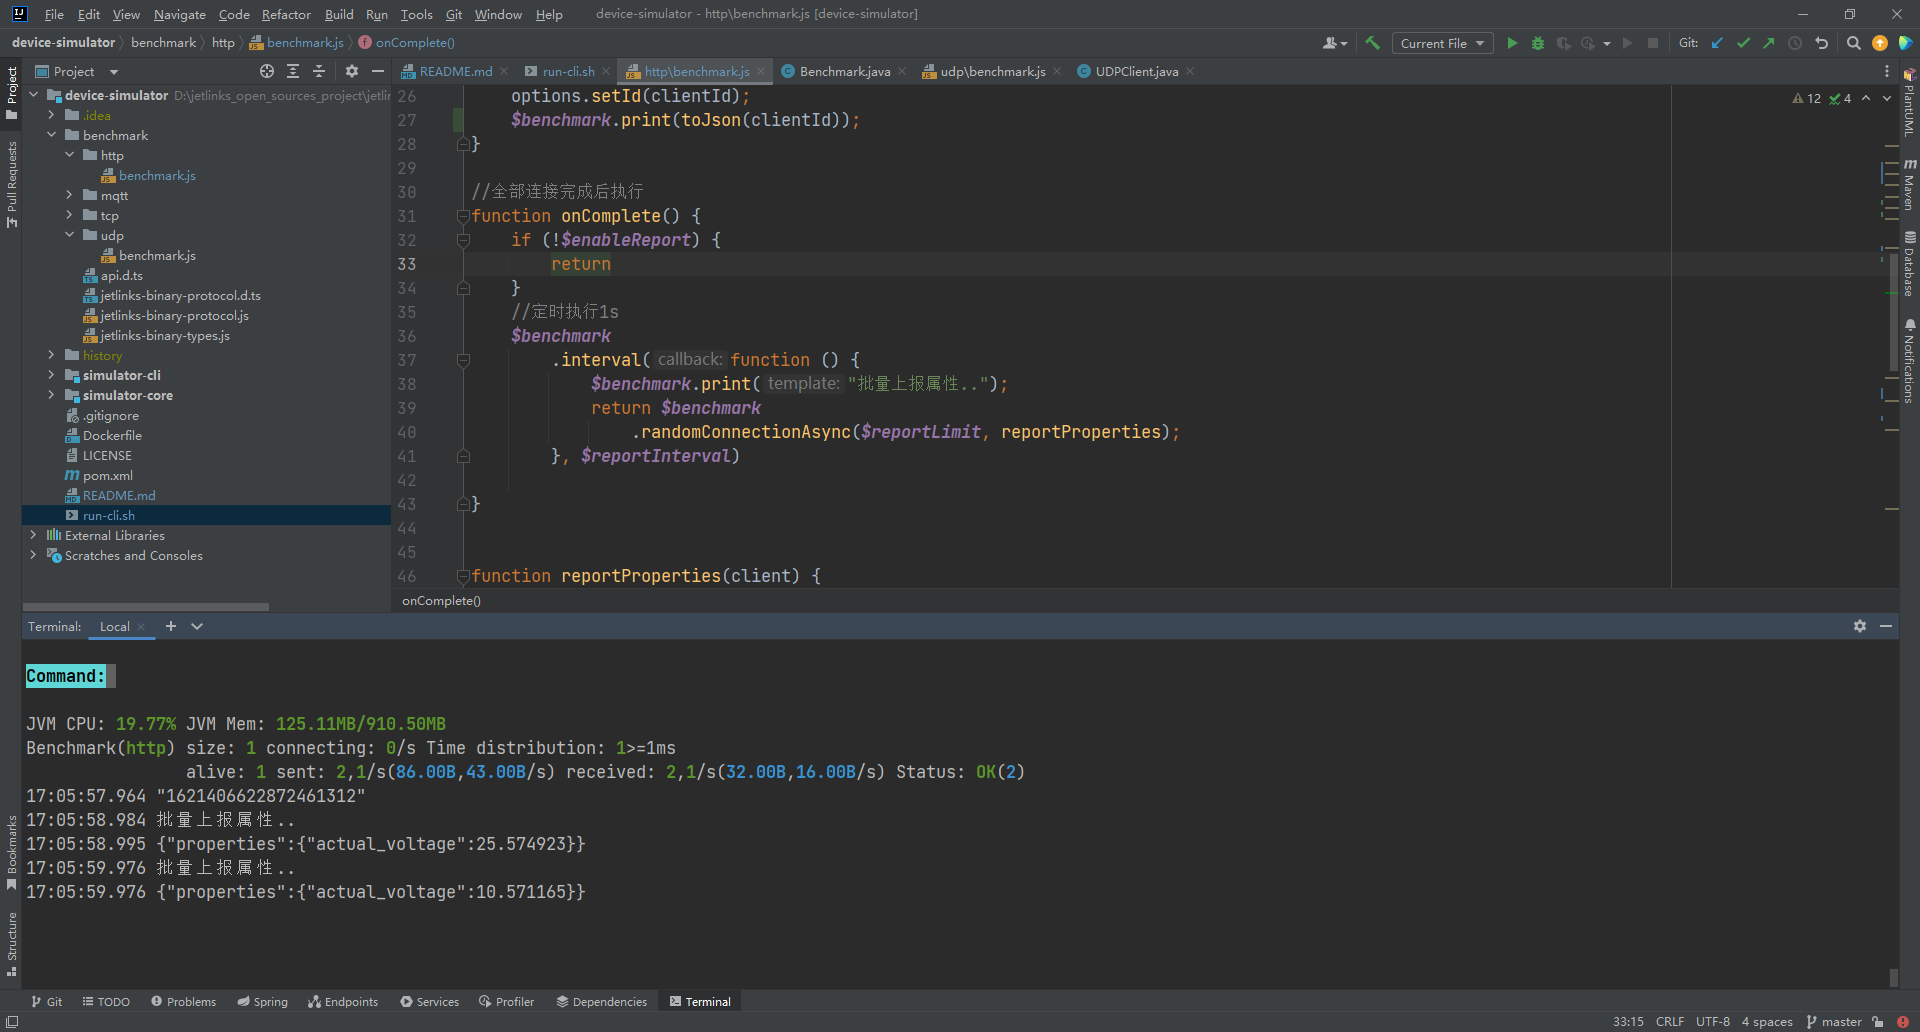 File Edit View Navigate Code Refactor Build Run Tools Git Window Help device-simulator - http\benchmark.js [device-simulator]
device-simulator benchmark http benchmark.js onComplete()
Current File Git:
Project
README.md run-cli.sh http\benchmark.js Benchmark.java udp\benchmark.js UDPClient.java
device-simulator D:\jetlinks_open_sources_project\jetlin
.idea
benchmark
http
benchmark.js
mqtt
tcp
udp
benchmark.js
api.d.ts
jetlinks-binary-protocol.d.ts
jetlinks-binary-protocol.js
jetlinks-binary-types.js
history
simulator-cli
simulator-core
.gitignore
Dockerfile
LICENSE
pom.xml
README.md
run-cli.sh
External Libraries
Scratches and Consoles
Project
Pull Requests
Bookmarks
Structure
12 4
26 options.setId(clientId);
27 $benchmark.print(toJson(clientId));
28 }
29
30 //全部连接完成后执行
31 function onComplete() {
32 if (!$enableReport) {
33 return
34 }
35 //定时执行1s
36 $benchmark
37 .interval( callback: function () {
38 $benchmark.print( template: "批量上报属性..");
39 return $benchmark
40 .randomConnectionAsync($reportLimit, reportProperties);
41 }, $reportInterval)
42
43 }
44
45
46 function reportProperties(client) {
onComplete()
PlantUML
Maven
Database
Notifications
Terminal: Local
Command:
JVM CPU: 19.77% JVM Mem: 125.11MB/910.50MB
Benchmark(http) size: 1 connecting: 0/s Time distribution: 1>=1ms
alive: 1 sent: 2,1/s(86.00B,43.00B/s) received: 2,1/s(32.00B,16.00B/s) Status: OK(2)
17:05:57.964 "1621406622872461312"
17:05:58.984 批量上报属性..
17:05:58.995 {"properties":{"actual_voltage":25.574923}}
17:05:59.976 批量上报属性..
17:05:59.976 {"properties":{"actual_voltage":10.571165}}
Git TODO Problems Spring Endpoints Services Profiler Dependencies Terminal
33:15 CRLF UTF-8 4 spaces master